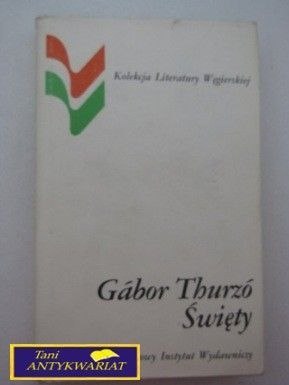 Kolekcja Literatury Węgierskiej
Gábor Thurzó
Święty
Instytut Wydawniczy
Tani
ANTYKWARIAT